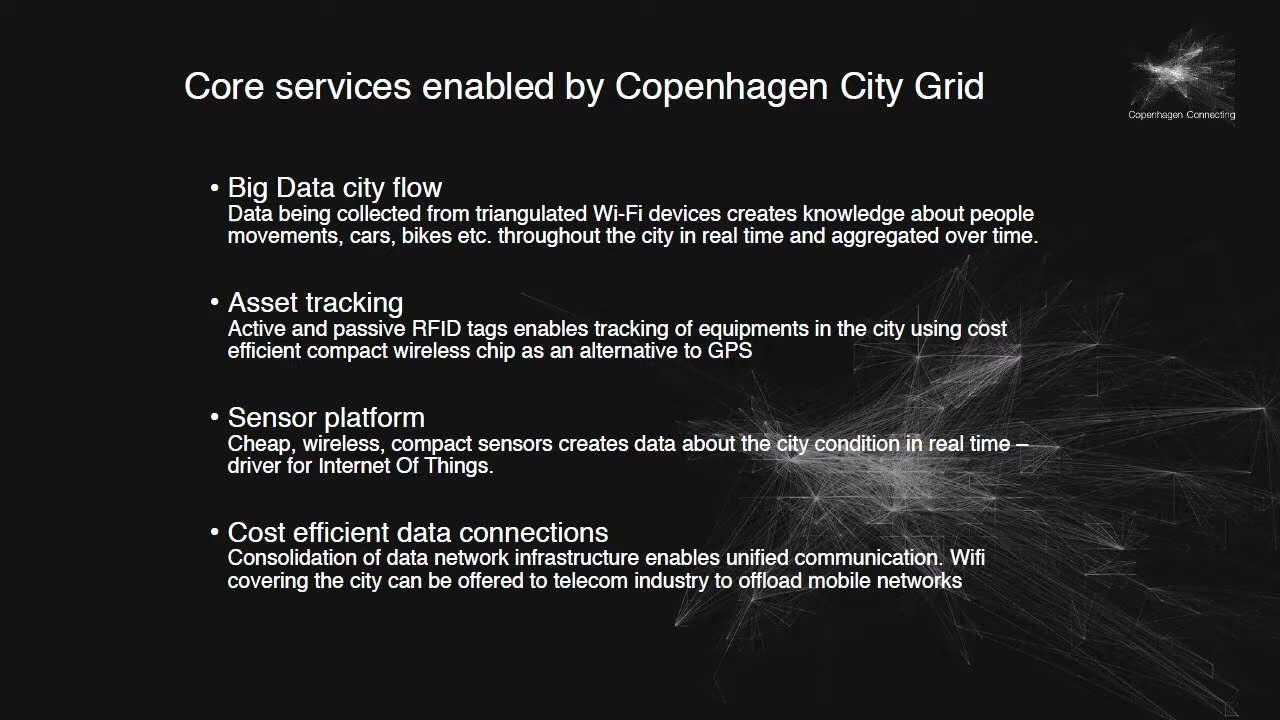 Core services enabled by Copenhagen City Grid
Copenhagen Connecting
• Big Data city flow
Data being collected from triangulated Wi-Fi devices creates knowledge about people
movements, cars, bikes etc. throughout the city in real time and aggregated over time.
• Asset tracking
Active and passive RFID tags enables tracking of equipments in the city using cost
efficient compact wireless chip as an alternative to GPS
• Sensor platform
Cheap, wireless, compact sensors creates data about the city condition in real time –
driver for Internet Of Things.
• Cost efficient data connections
Consolidation of data network infrastructure enables unified communication. Wifi
covering the city can be offered to telecom industry to offload mobile networks